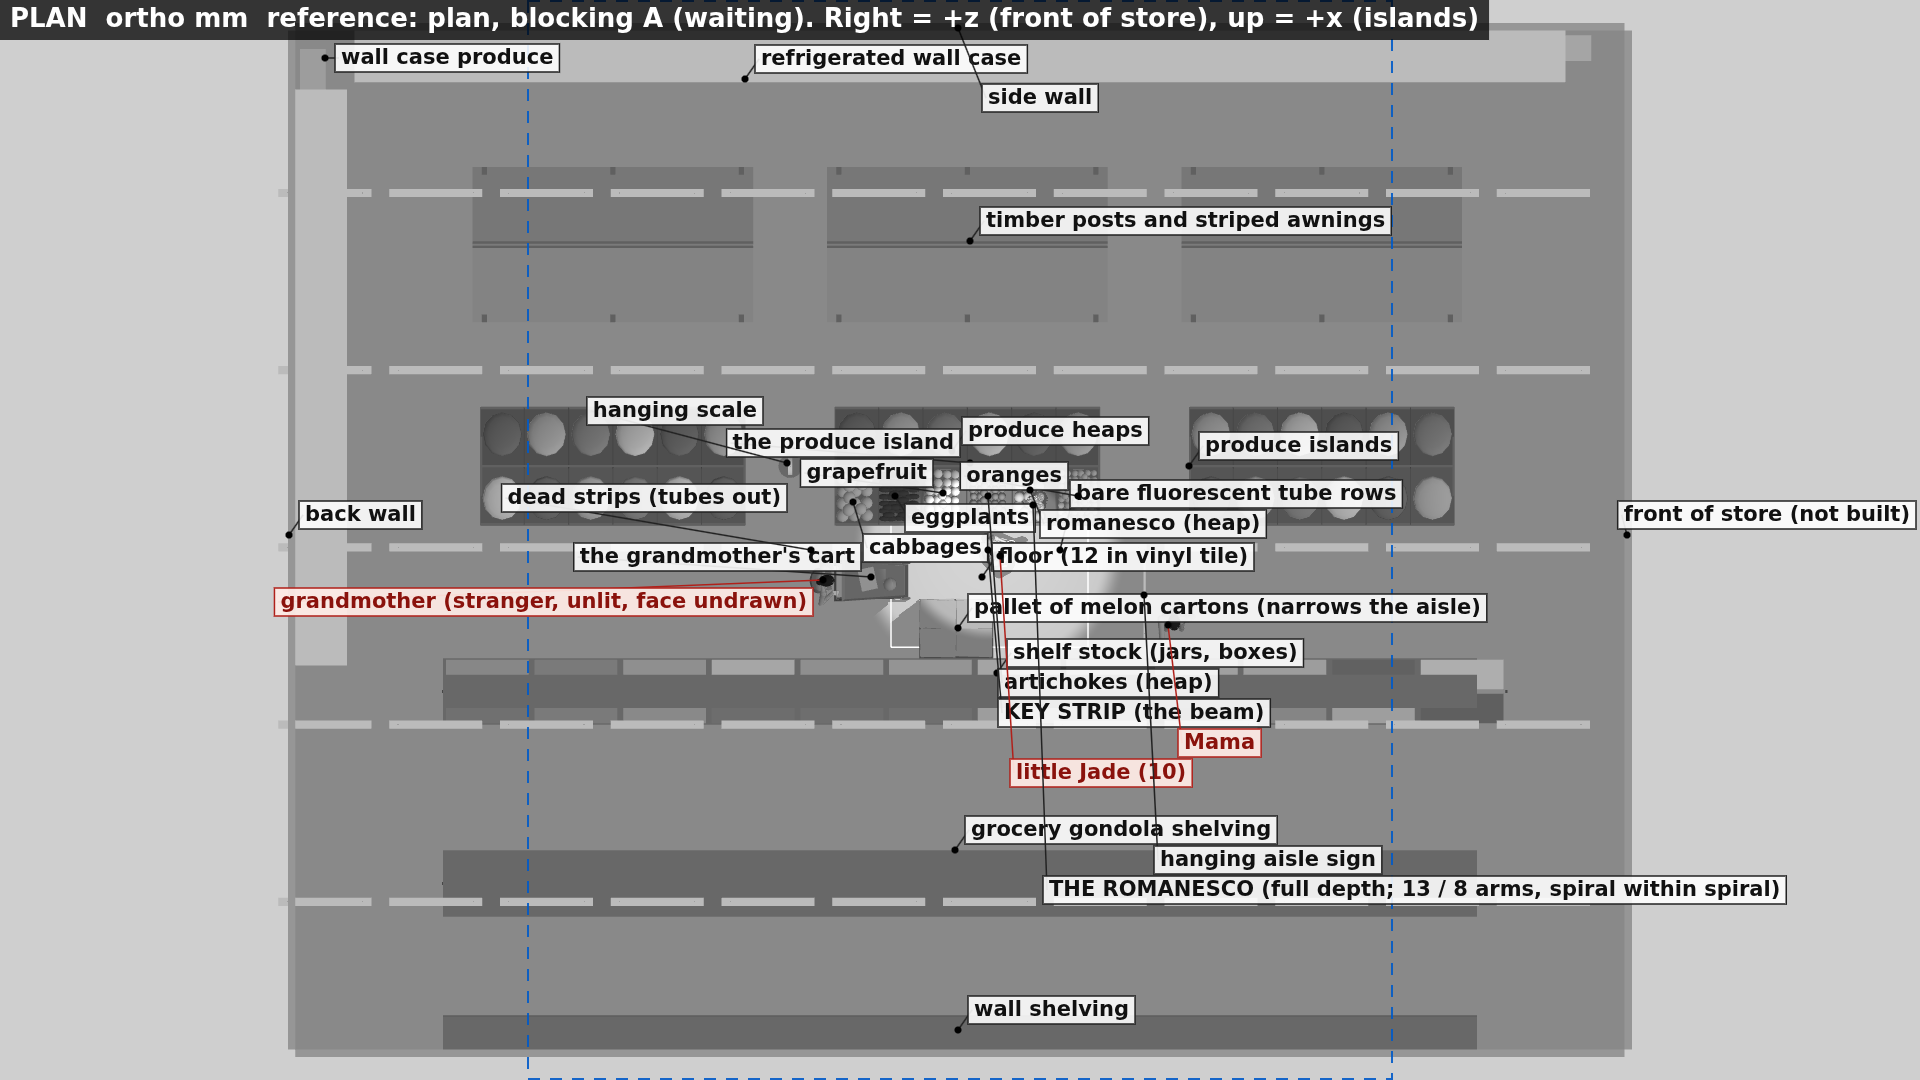 PLAN  ortho mm  reference: plan, blocking A (waiting). Right = +z (front of store), up = +x (islands)
wall case produce
refrigerated wall case
side wall
timber posts and striped awnings
hanging scale
the produce island
produce heaps
produce islands
grapefruit
oranges
dead strips (tubes out)
bare fluorescent tube rows
back wall
eggplants
romanesco (heap)
front of store (not built)
the grandmother's cart
cabbages
floor (12 in vinyl tile)
grandmother (stranger, unlit, face undrawn)
pallet of melon cartons (narrows the aisle)
shelf stock (jars, boxes)
artichokes (heap)
KEY STRIP (the beam)
Mama
little Jade (10)
grocery gondola shelving
hanging aisle sign
THE ROMANESCO (full depth; 13 / 8 arms, spiral within spiral)
wall shelving